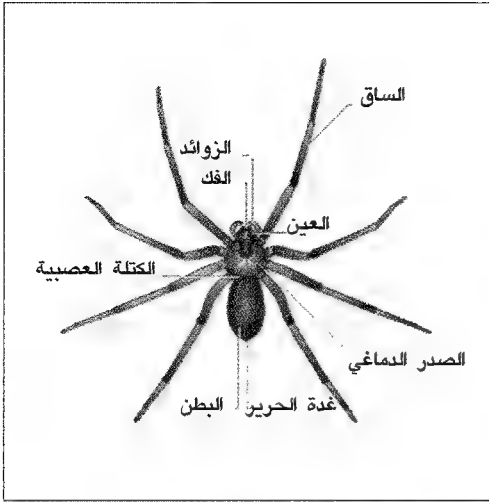 الساق
الزوائد
الفك
العين
الكتلة العصبية
الصدر الدماغي
غدة الحرير
البطن